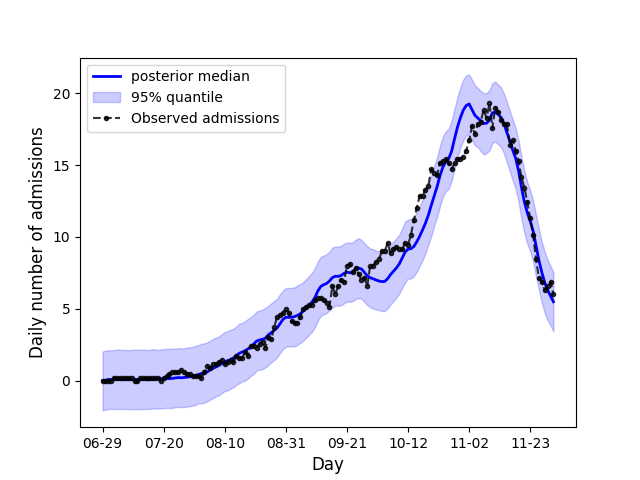 posterior median
95% quantile
Observed admissions
Daily number of admissions
20
15
10
5
0
06-29 07-20 08-10 08-31 09-21 10-12 11-02 11-23
Day